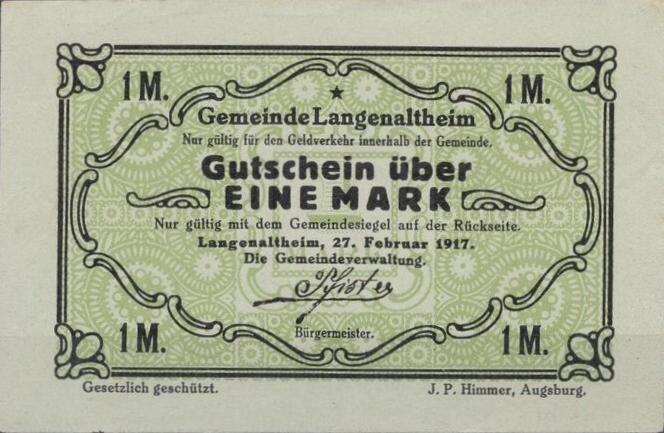 1 M. 1 M.
Gemeinde Langenaltheim
Nur gültig für den Geldverkehr innerhalb der Gemeinde.
Gutschein über
EINE MARK
Nur gültig mit dem Gemeindesiegel auf der Rückseite.
Langenaltheim, 27. Februar 1917.
Die Gemeindeverwaltung.
Pfister
Bürgermeister.
1 M. 1 M.
Gesetzlich geschützt. J. P. Himmer, Augsburg.